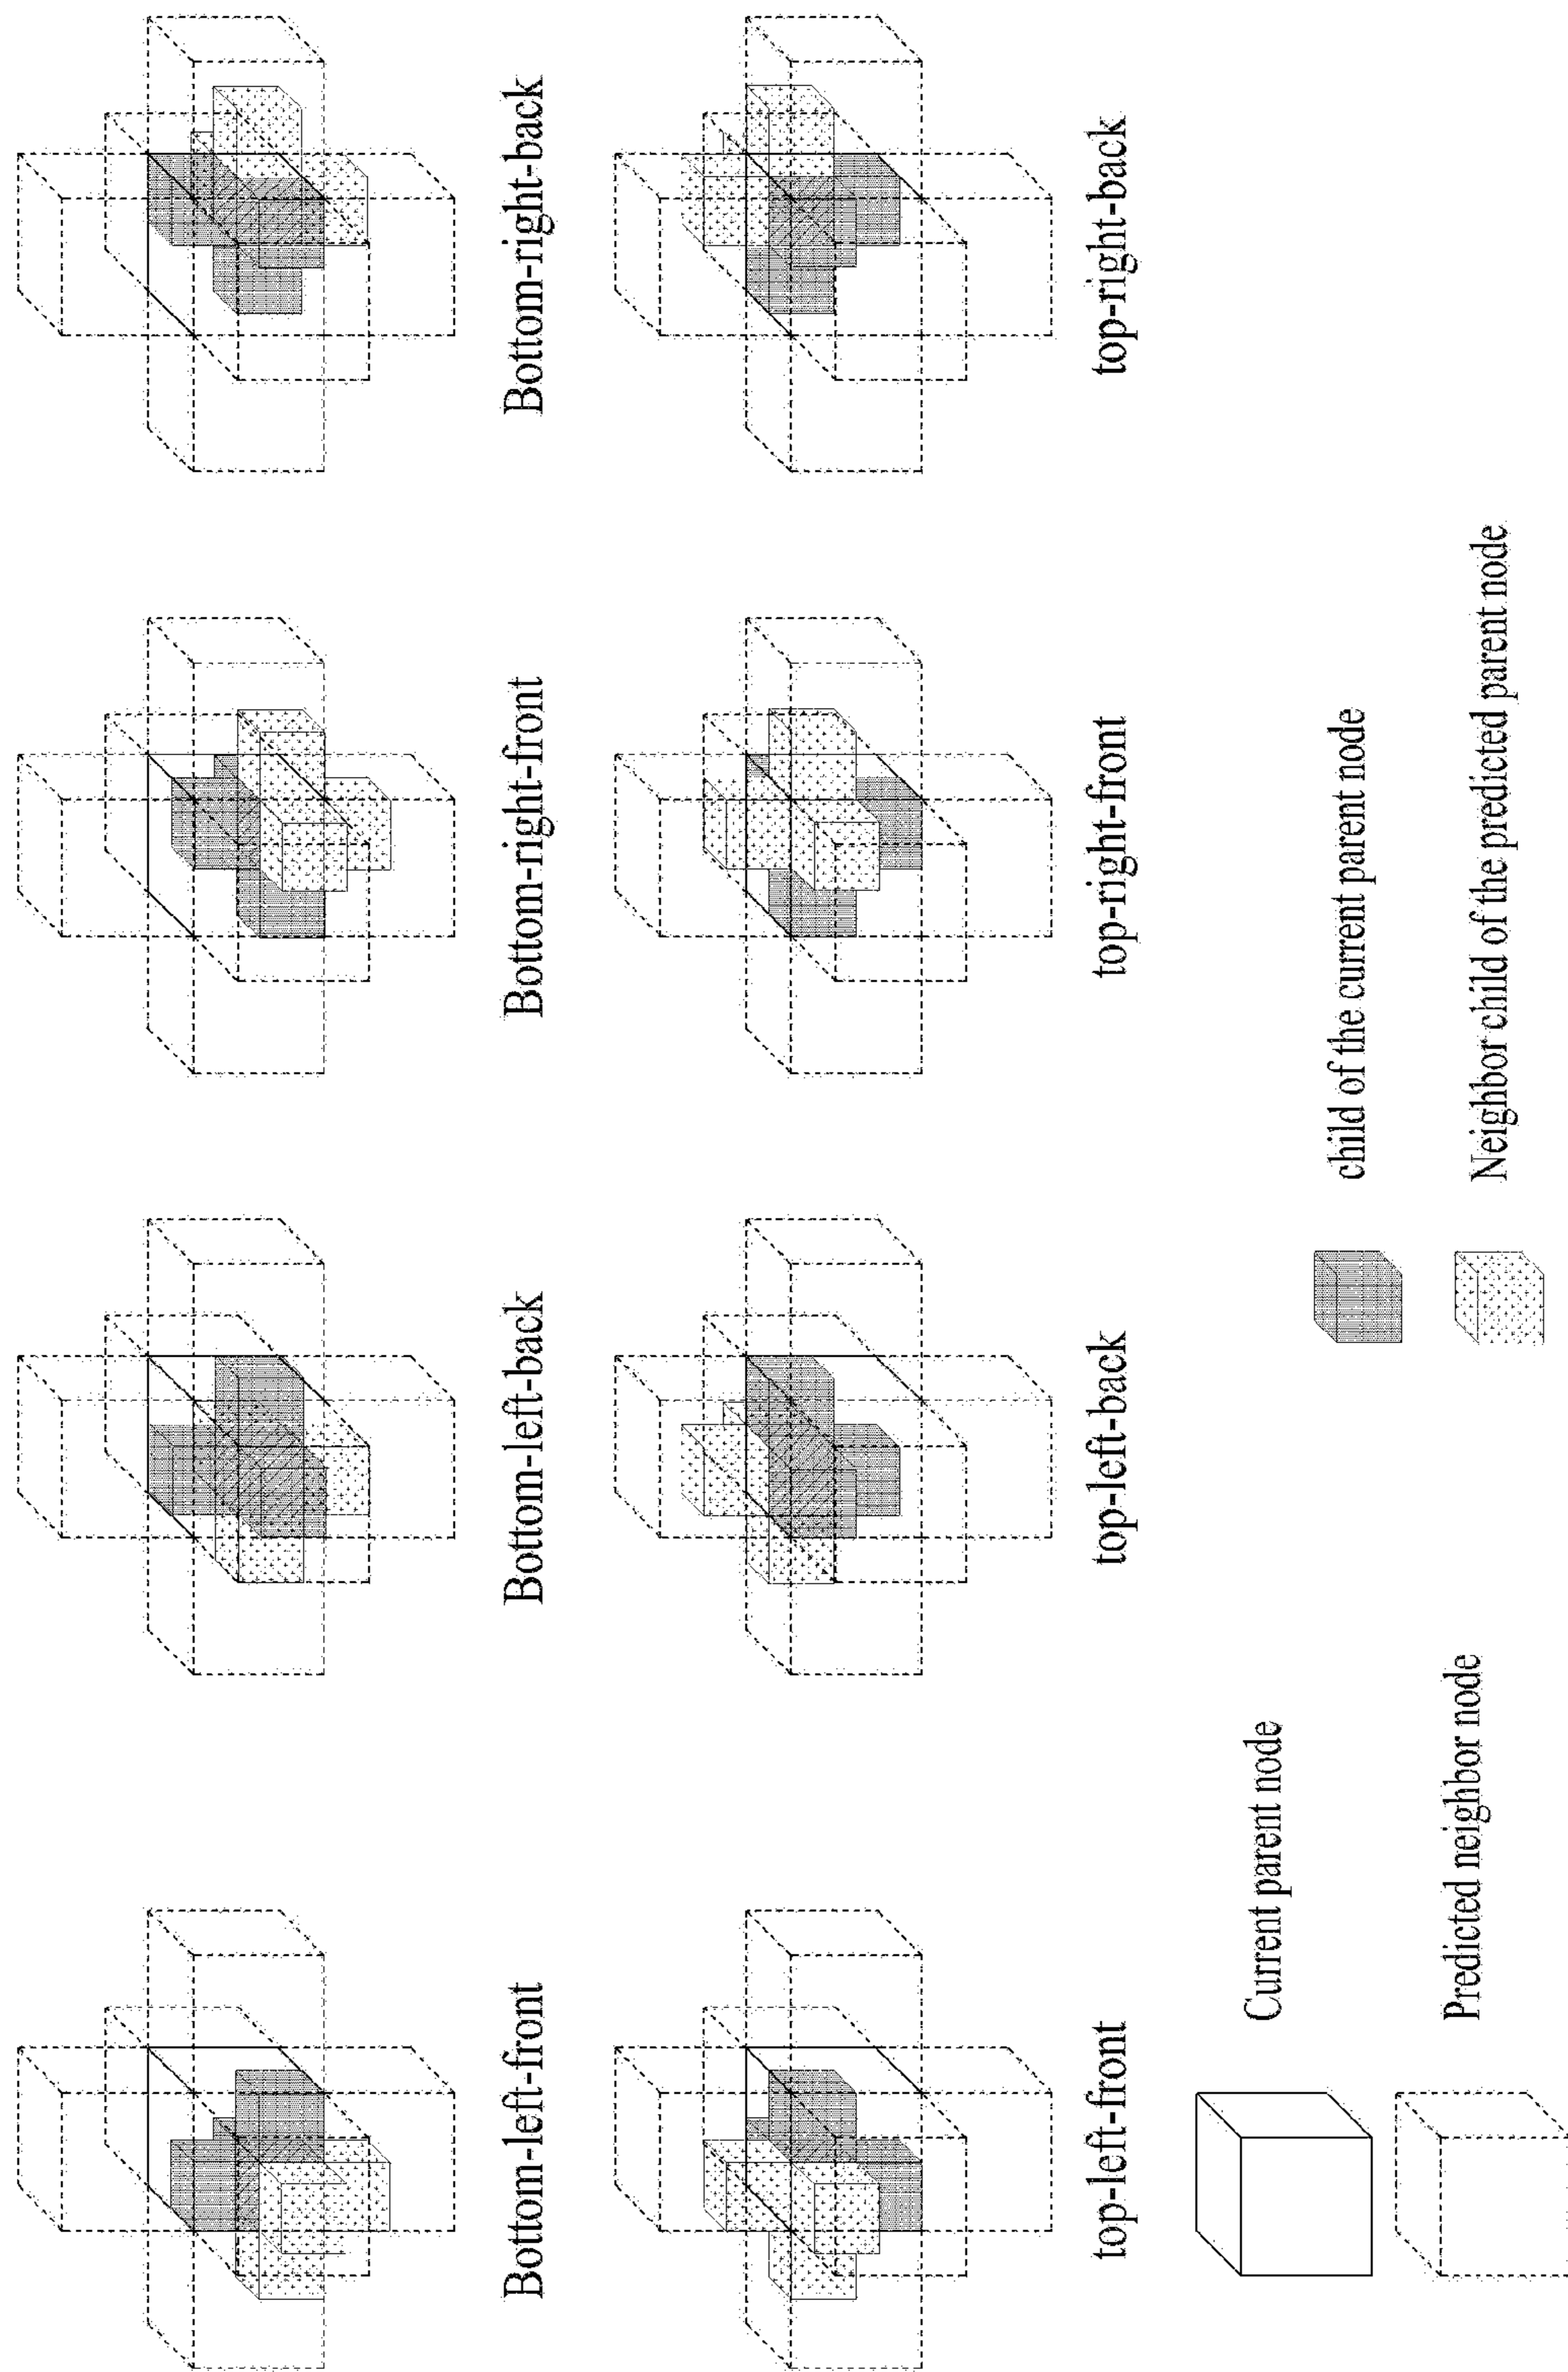 Bottom-left-front
Bottom-left-back
Bottom-right-front
Bottom-right-back
top-left-front
top-left-back
top-right-front
top-right-back
Current parent node
child of the current parent node
Predicted neighbor node
Neighbor child of the predicted parent node